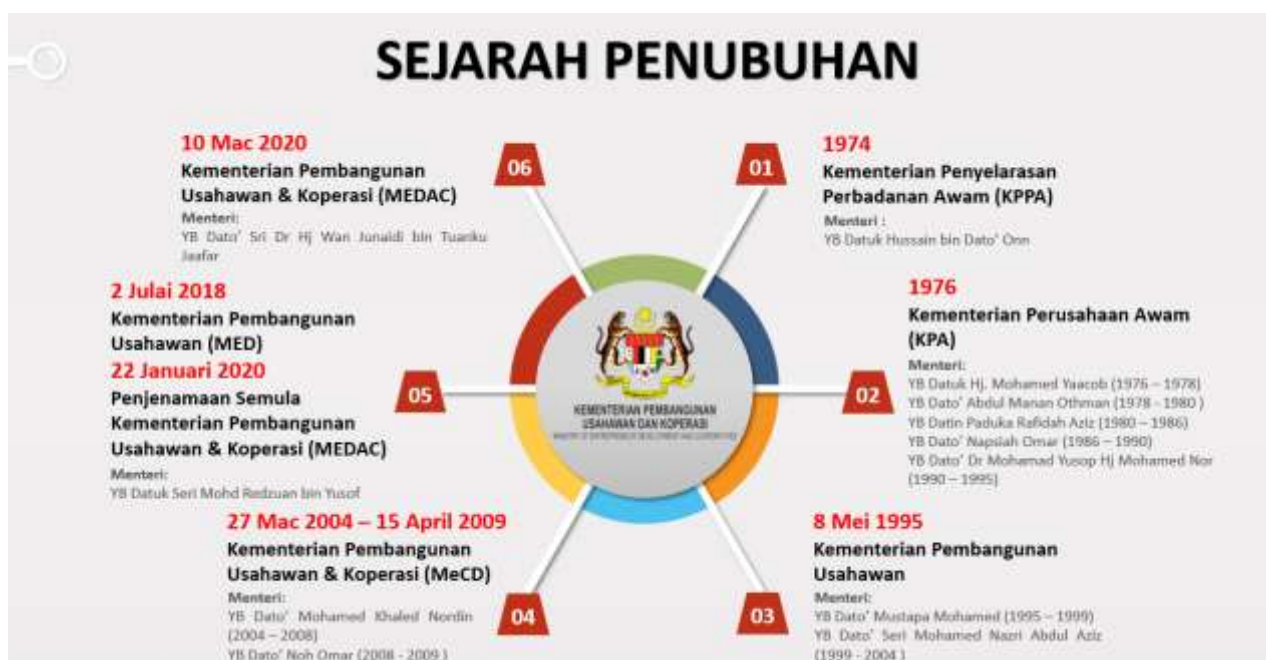 SEJARAH PENUBUHAN
01
1974
Kementerian Penyelarasan
Perbadanan Awam (KPPA)
Menteri :
YB Datuk Hussain bin Dato' Onn
02
1976
Kementerian Perusahaan Awam
(KPA)
Menteri:
YB Datuk Hj. Mohamed Yaacob (1976 – 1978)
YB Dato' Abdul Manan Othman (1978 - 1980 )
YB Datin Paduka Rafidah Aziz (1980 – 1986)
YB Dato' Napsiah Omar (1986 – 1990)
YB Dato' Dr Mohamad Yusop Hj Mohamed Nor
(1990 – 1995)
03
8 Mei 1995
Kementerian Pembangunan
Usahawan
Menteri:
YB Dato' Mustapa Mohamed (1995 – 1999)
YB Dato' Seri Mohamed Nazri Abdul Aziz
(1999 - 2004 )
04
27 Mac 2004 – 15 April 2009
Kementerian Pembangunan
Usahawan & Koperasi (MeCD)
Menteri:
YB Dato' Mohamed Khaled Nordin
(2004 – 2008)
YB Dato' Noh Omar (2008 - 2009 )
05
2 Julai 2018
Kementerian Pembangunan
Usahawan (MED)
22 Januari 2020
Penjenamaan Semula
Kementerian Pembangunan
Usahawan & Koperasi (MEDAC)
Menteri:
YB Datuk Seri Mohd Redzuan bin Yusof
06
10 Mac 2020
Kementerian Pembangunan
Usahawan & Koperasi (MEDAC)
Menteri:
YB Dato' Sri Dr Hj Wan Junaidi bin Tuanku
Jaafar
KEMENTERIAN PEMBANGUNAN
USAHAWAN DAN KOPERASI
MINISTRY OF ENTREPRENEUR DEVELOPMENT AND COOPERATIVES